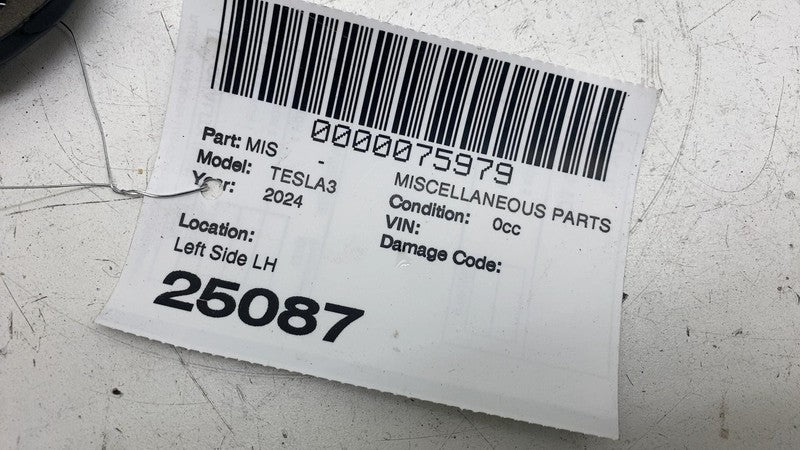 0000075979
Part: MIS - MISCELLANEOUS PARTS
Model: TESLA3 Condition: 0cc
Year: 2024 VIN:
Damage Code:
Location:
Left Side LH
25087